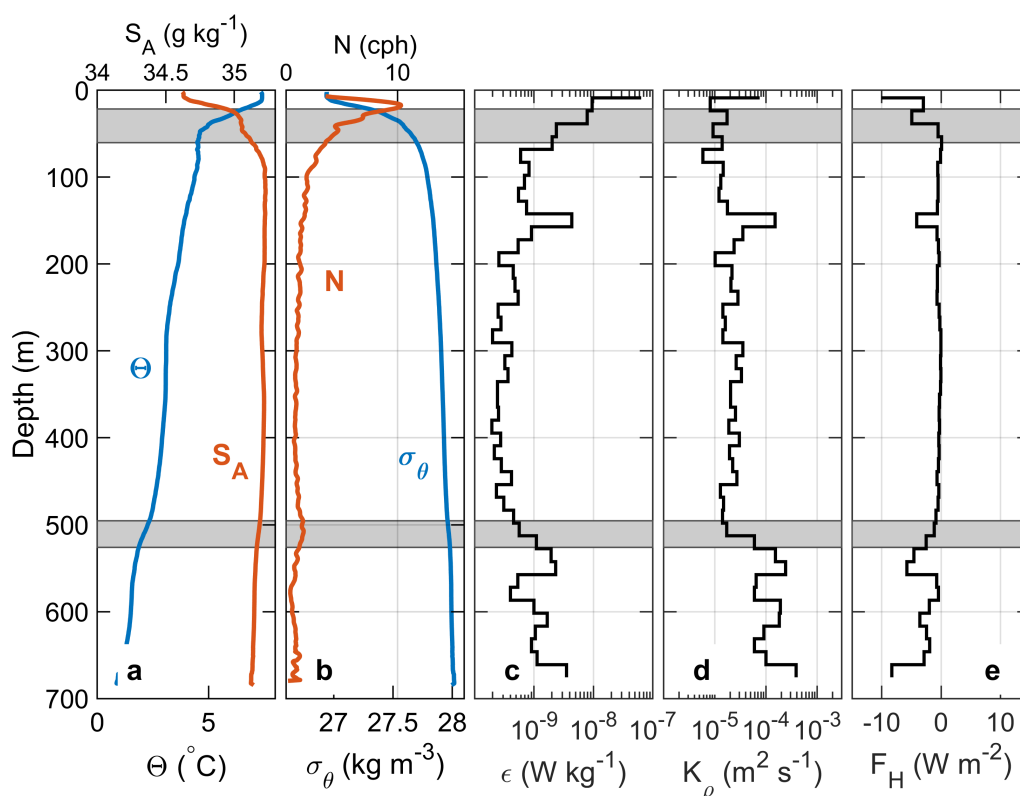 S_A (g kg^-1) N (cph)
34 34.5 35 0 10
0
100
200
300
400
500
600
700
Depth (m)
Θ
S_A
N
σ_θ
a b c d e
0 5 27 27.5 28 10^-9 10^-8 10^-7 10^-5 10^-4 10^-3 -10 0 10
Θ (°C) σ_θ (kg m^-3) ϵ (W kg^-1) K_ρ (m^2 s^-1) F_H (W m^-2)